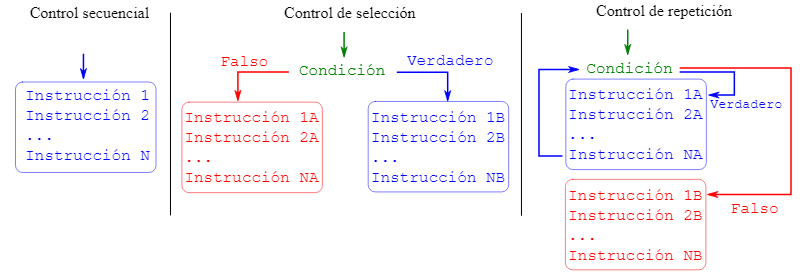 Control secuencial
Instrucción 1
Instrucción 2
...
Instrucción N
Control de selección
Falso
Condición
Verdadero
Instrucción 1A
Instrucción 2A
...
Instrucción NA
Instrucción 1B
Instrucción 2B
...
Instrucción NB
Control de repetición
Condición
Instrucción 1A
Verdadero
Instrucción 2A
...
Instrucción NA
Instrucción 1B
Falso
Instrucción 2B
...
Instrucción NB